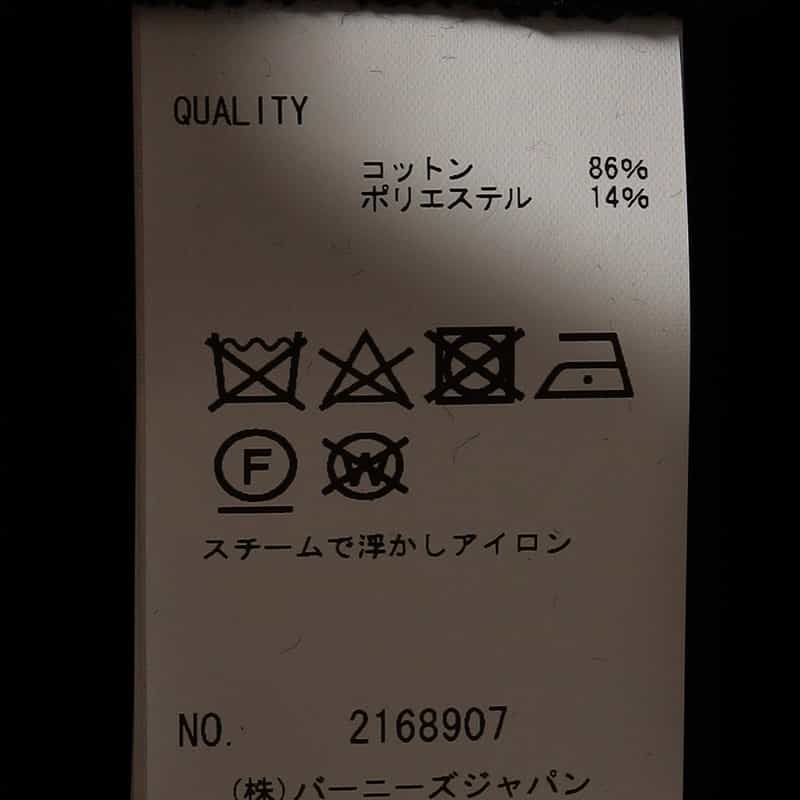 QUALITY
コットン 86%
ポリエステル 14%
F
W
スチームで浮かしアイロン
NO. 2168907
(株)バーニーズジャパン